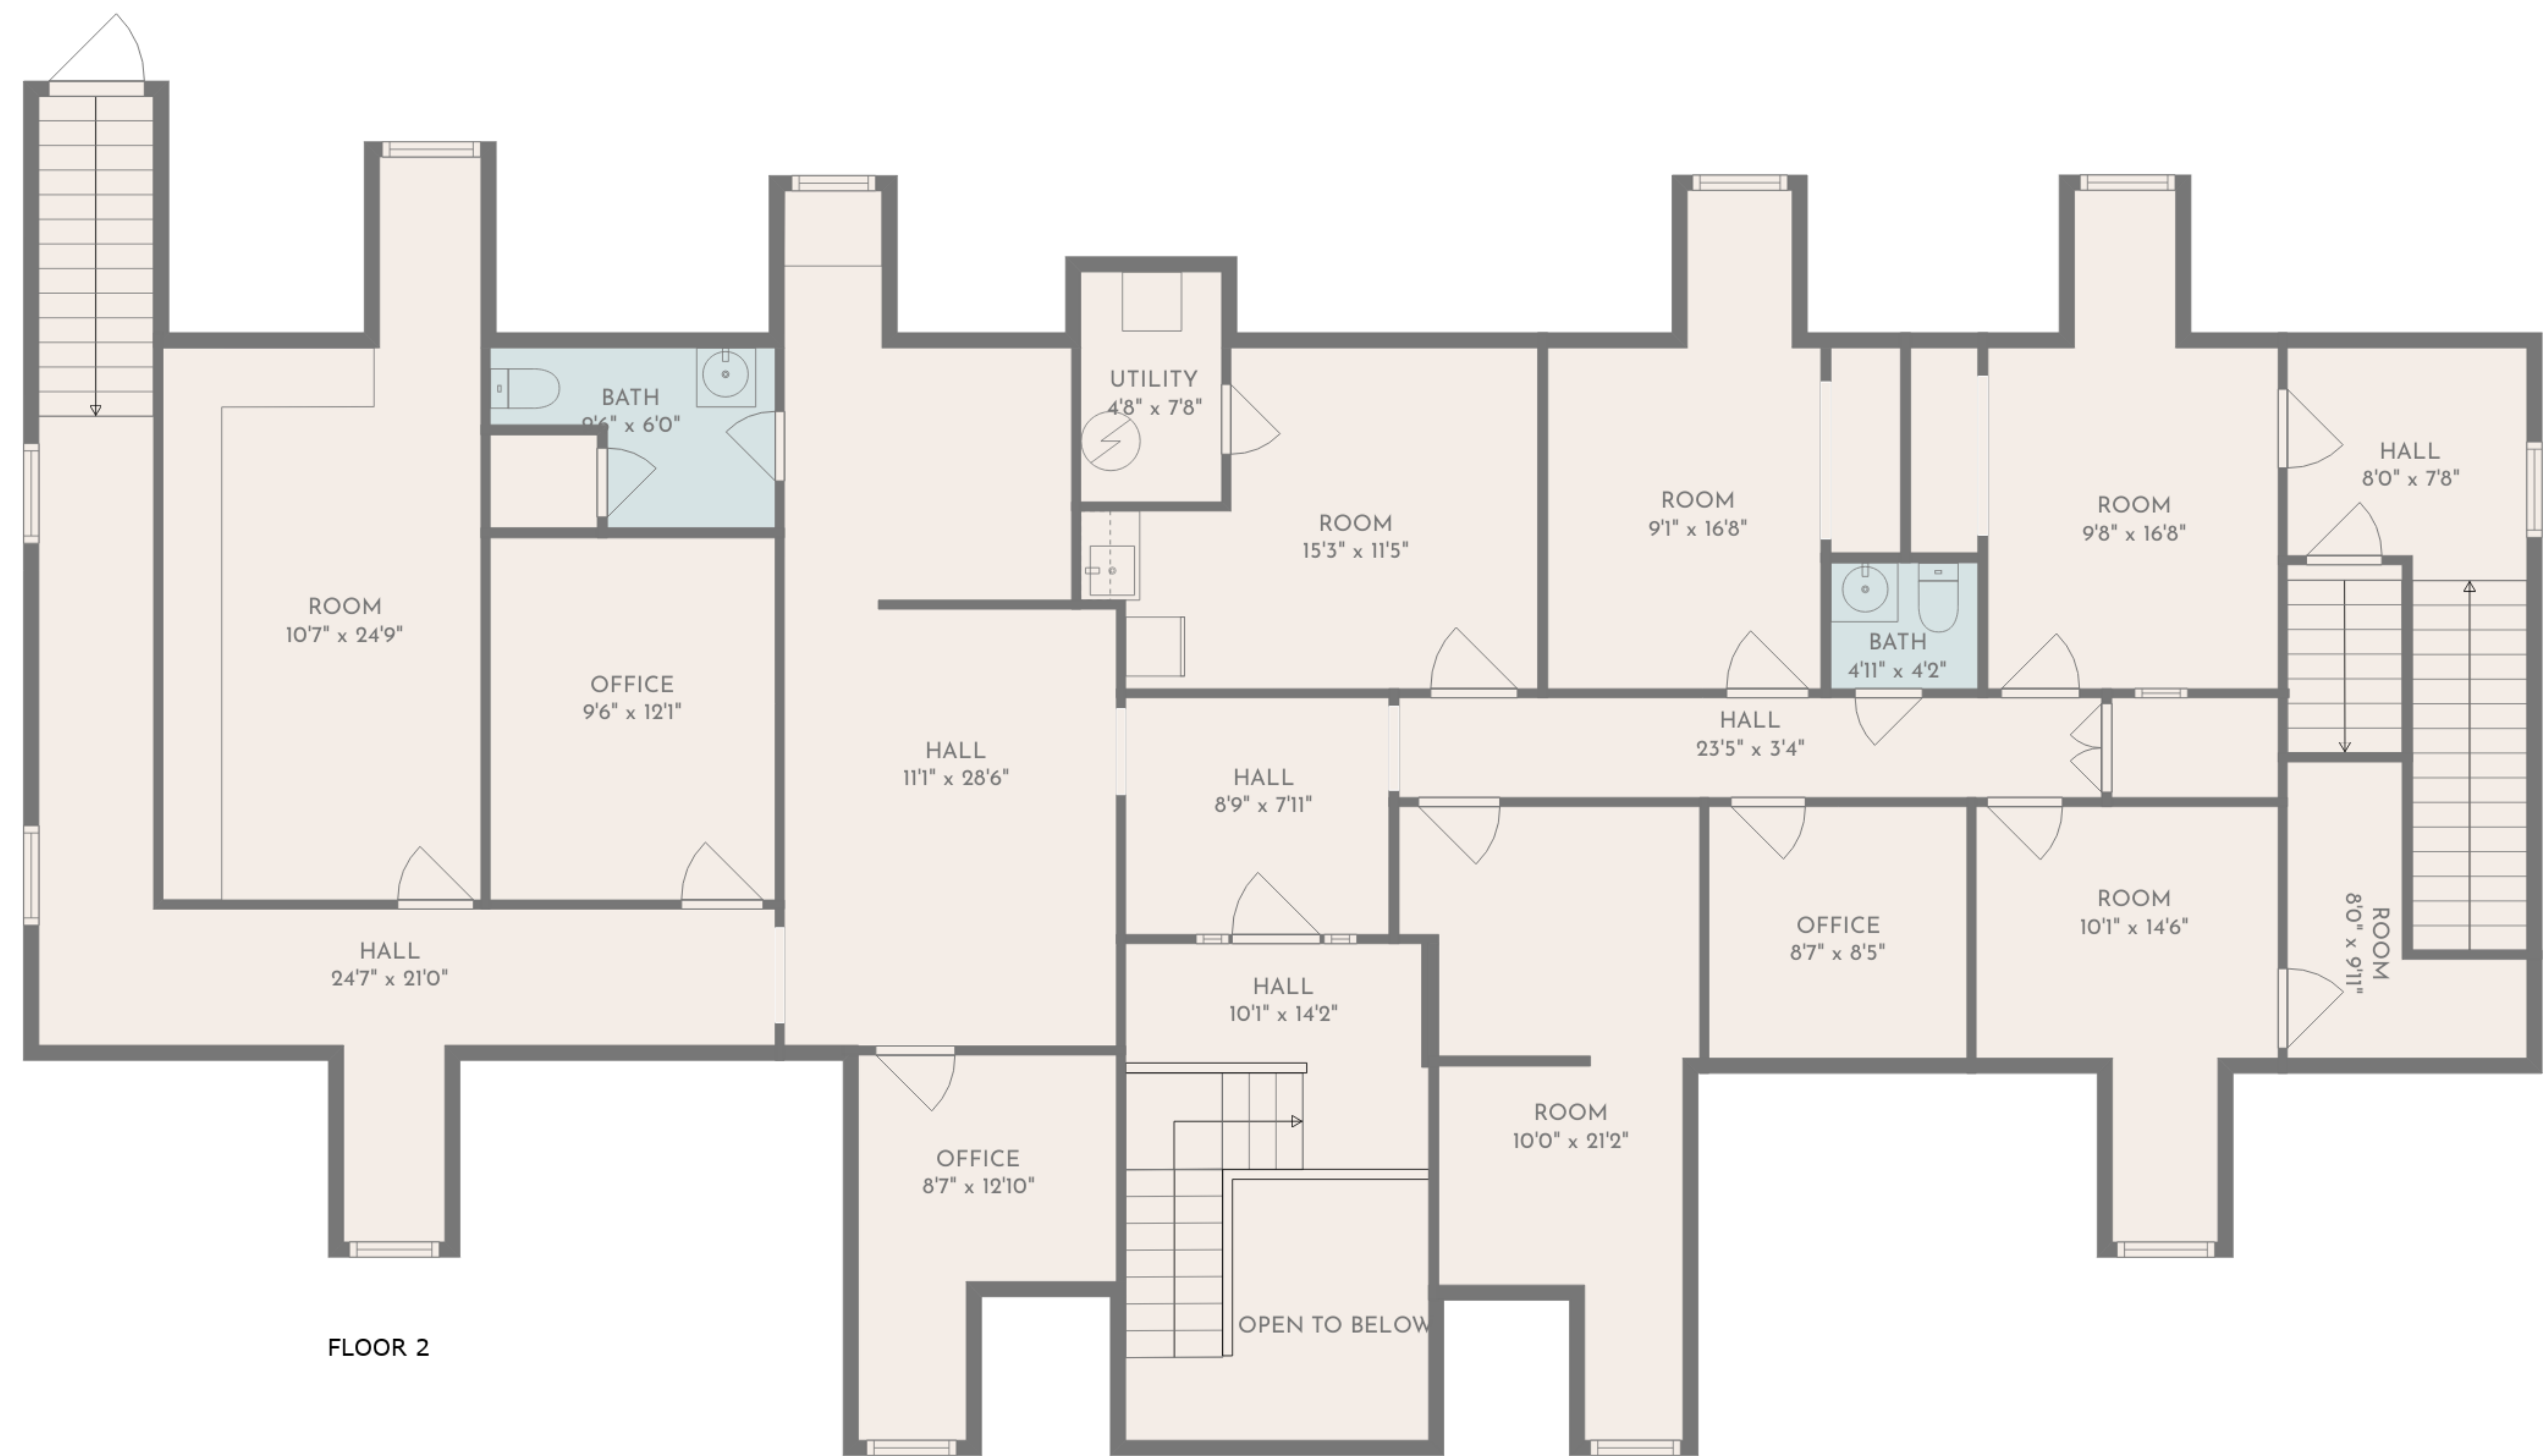 UTILITY
4'8" x 7'8"
BATH
9'6" x 6'0"
HALL
8'0" x 7'8"
ROOM
9'1" x 16'8"
ROOM
9'8" x 16'8"
ROOM
15'3" x 11'5"
ROOM
10'7" x 24'9"
BATH
4'11" x 4'2"
OFFICE
9'6" x 12'1"
HALL
23'5" x 3'4"
HALL
11'1" x 28'6"
HALL
8'9" x 7'11"
ROOM
10'1" x 14'6"
ROOM
8'0" x 9'11"
OFFICE
8'7" x 8'5"
HALL
24'7" x 21'0"
HALL
10'1" x 14'2"
ROOM
10'0" x 21'2"
OFFICE
8'7" x 12'10"
OPEN TO BELOW
FLOOR 2